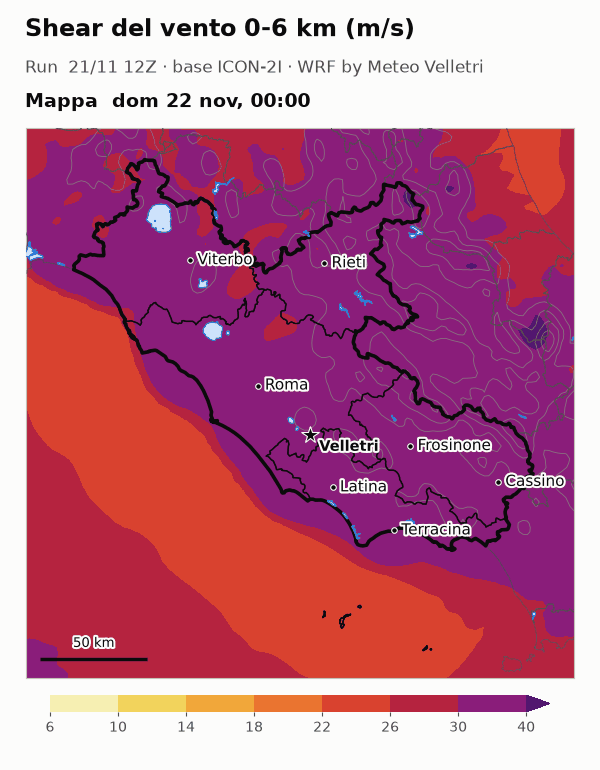 Shear del vento 0-6 km (m/s)
Run 21/11 12Z · base ICON-2I · WRF by Meteo Velletri
Mappa dom 22 nov, 00:00
Viterbo
Rieti
Roma
Velletri
Frosinone
Cassino
Latina
Terracina
50 km
6 10 14 18 22 26 30 40